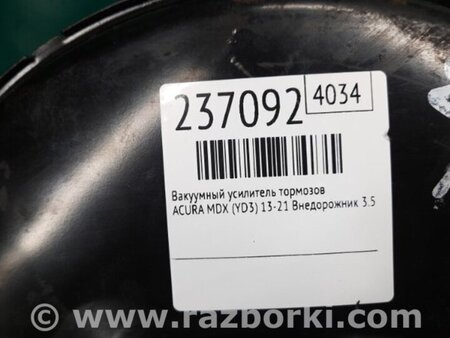 237092 4034
Вакуумный усилитель тормозов
ACURA MDX (YD3) 13-21 Внедорожник 3.5
© www.razborki.com